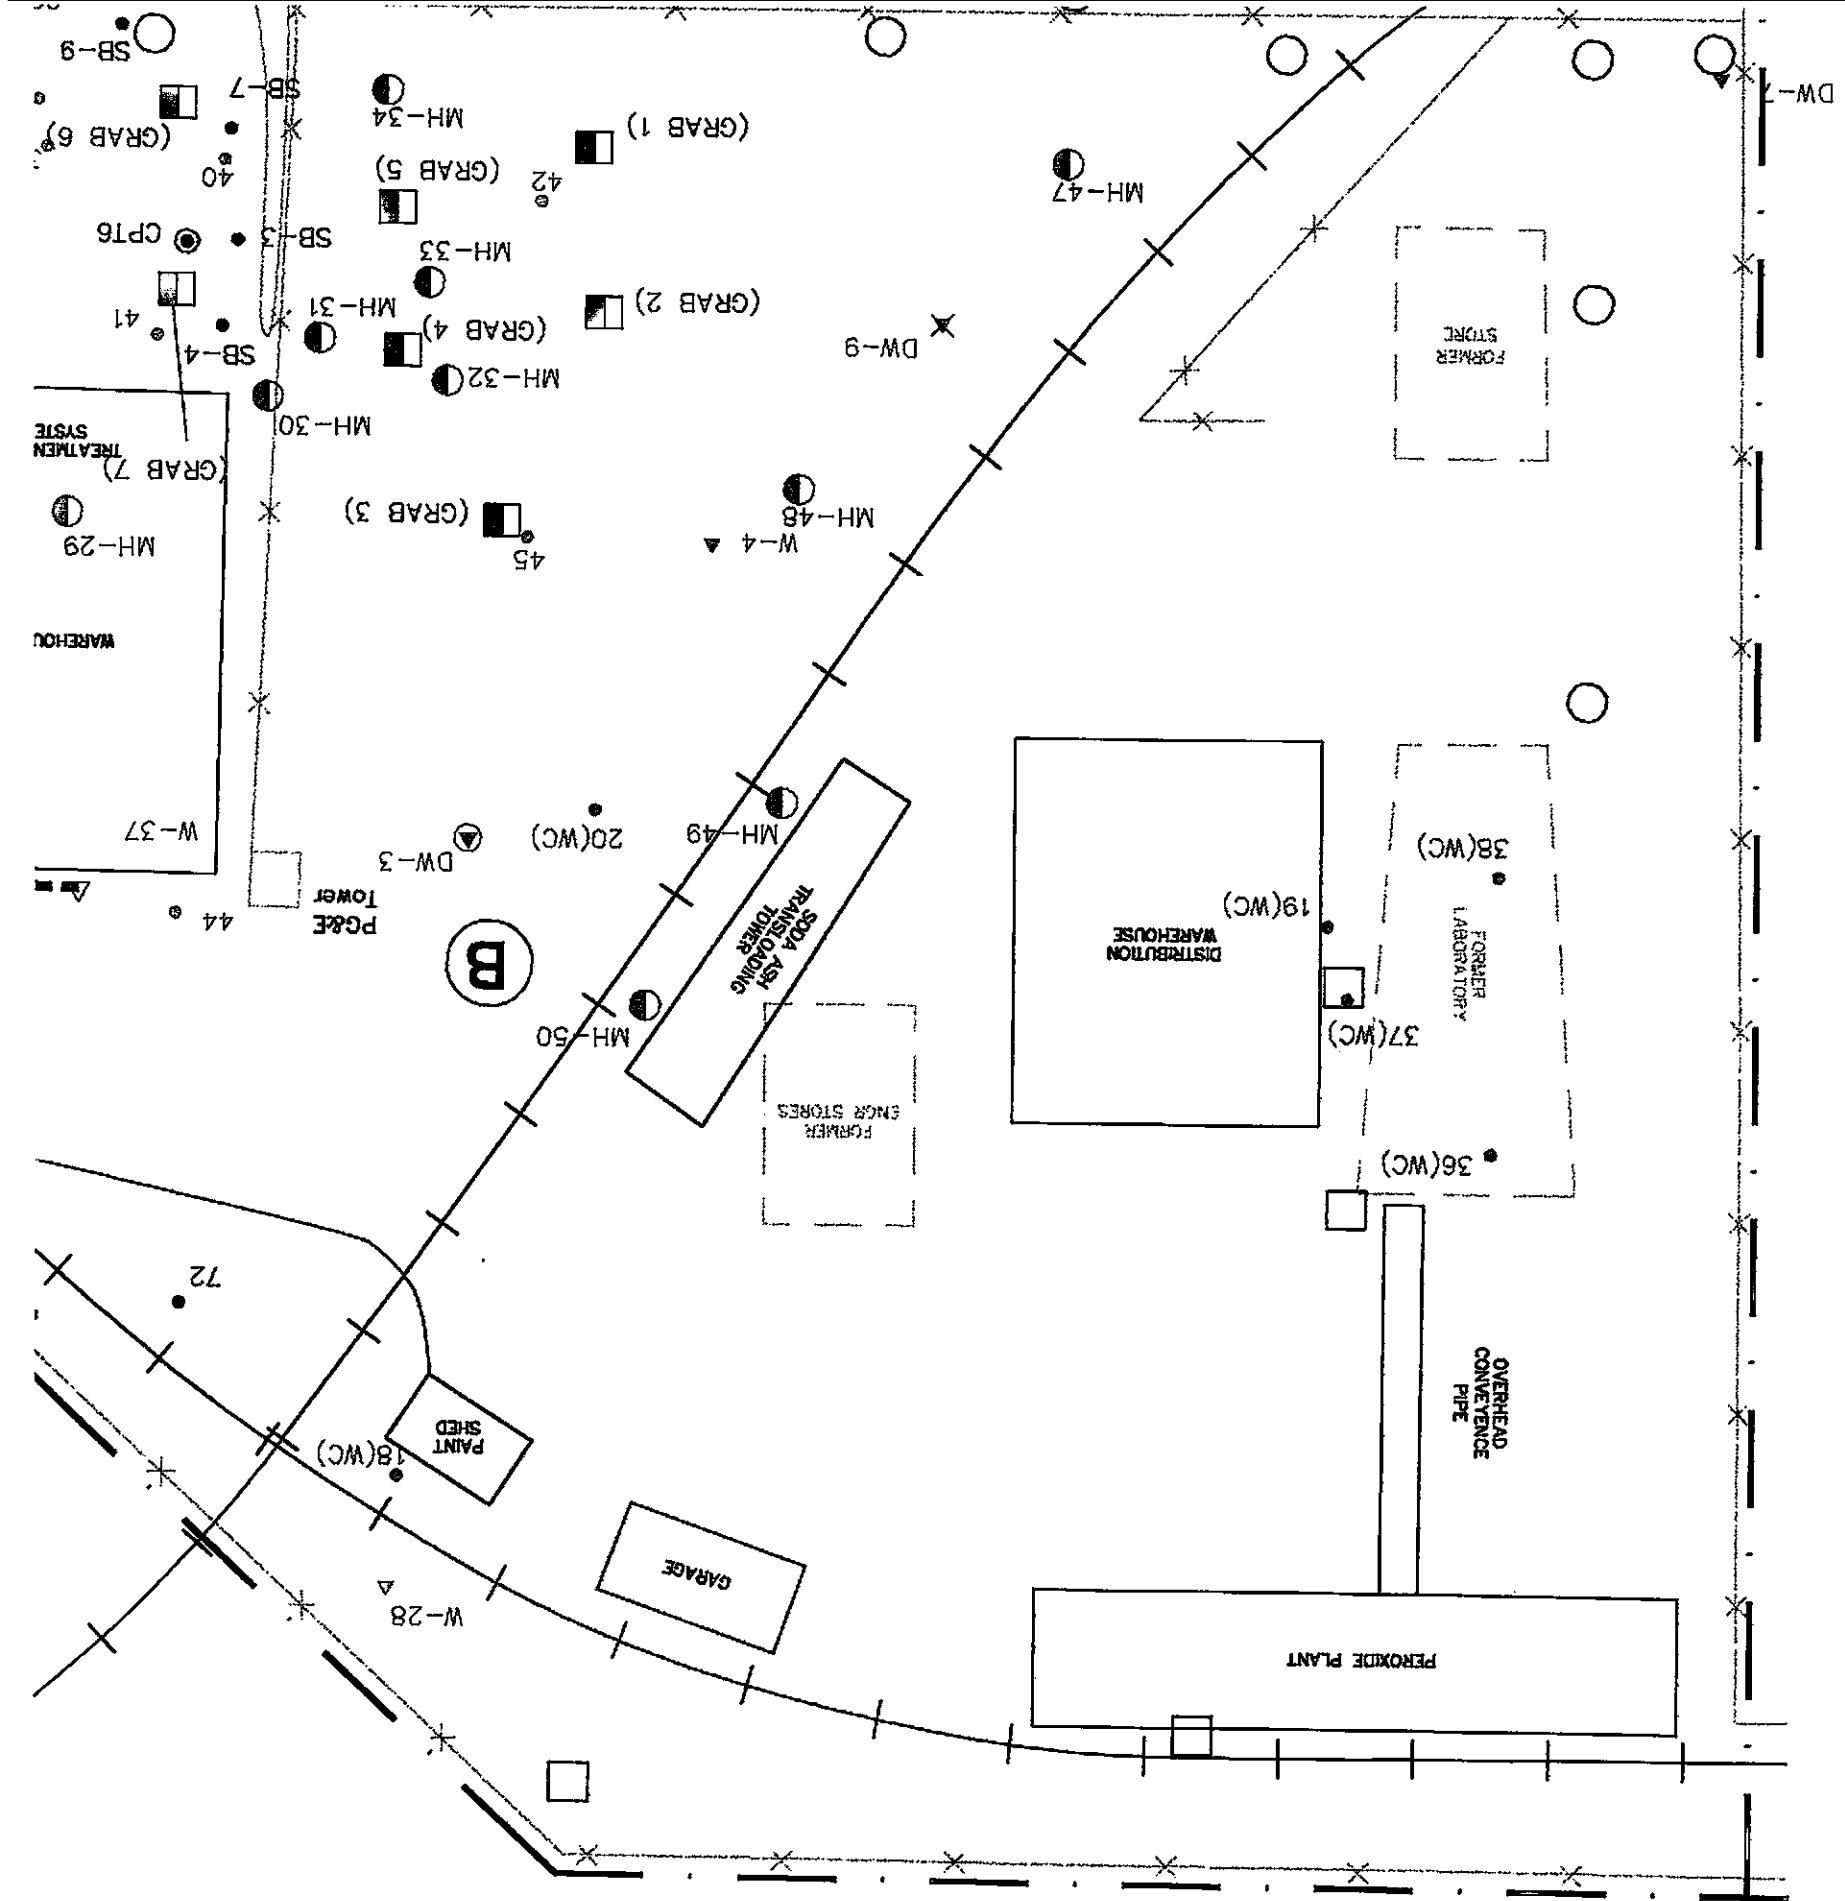 PEROXIDE PLANT
W-28
GARAGE
OVERHEAD
CONVEYENCE
PIPE
18(WC)
PAINT
SHED
72
36(WC)
FORMER
ENGR STORES
37(WC)
MH-50
FORMER
LABORATORY
DISTRIBUTION
WAREHOUSE
SODA ASH
TRANSLOADING
TOWER
B
PG&E
Tower
44
19(WC)
38(WC)
DW-3
20(WC)
MH-49
W-37
WAREHOU
W-4
MH-48
45
(GRAB 3)
MH-29
(GRAB 7)
TREATMEN
SYSTE
MH-30
MH-32
FORMER
STORE
DW-9
SB-4
(GRAB 4)
41
MH-31
(GRAB 2)
MH-33
SB-3
CPT6
MH-47
42
40
(GRAB 5)
(GRAB 6)
(GRAB 1)
MH-34
DW-7
SB-7
SB-9